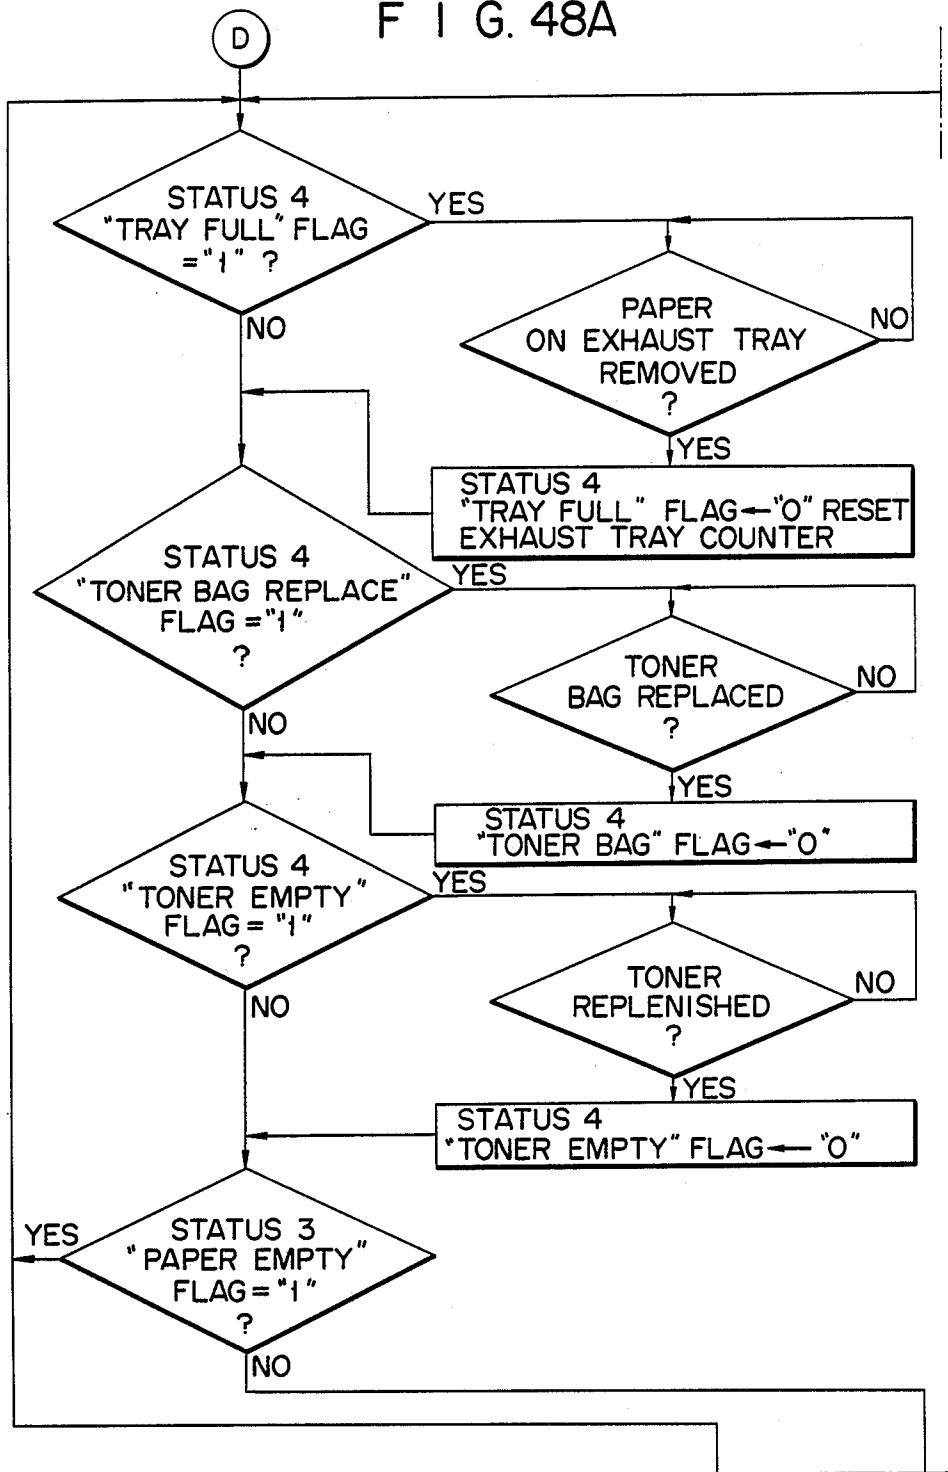 F I G. 48A
D
STATUS 4
"TRAY FULL" FLAG
="1" ?
YES
NO
PAPER
ON EXHAUST TRAY
REMOVED
?
NO
YES
STATUS 4
"TRAY FULL" FLAG←"0" RESET
EXHAUST TRAY COUNTER
STATUS 4
"TONER BAG REPLACE"
FLAG="1"
?
YES
NO
TONER
BAG REPLACED
?
NO
YES
STATUS 4
"TONER BAG" FLAG←"0"
STATUS 4
"TONER EMPTY"
FLAG="1"
?
YES
NO
TONER
REPLENISHED
?
NO
YES
STATUS 4
"TONER EMPTY" FLAG← "0"
STATUS 3
"PAPER EMPTY"
FLAG="1"
?
YES
NO